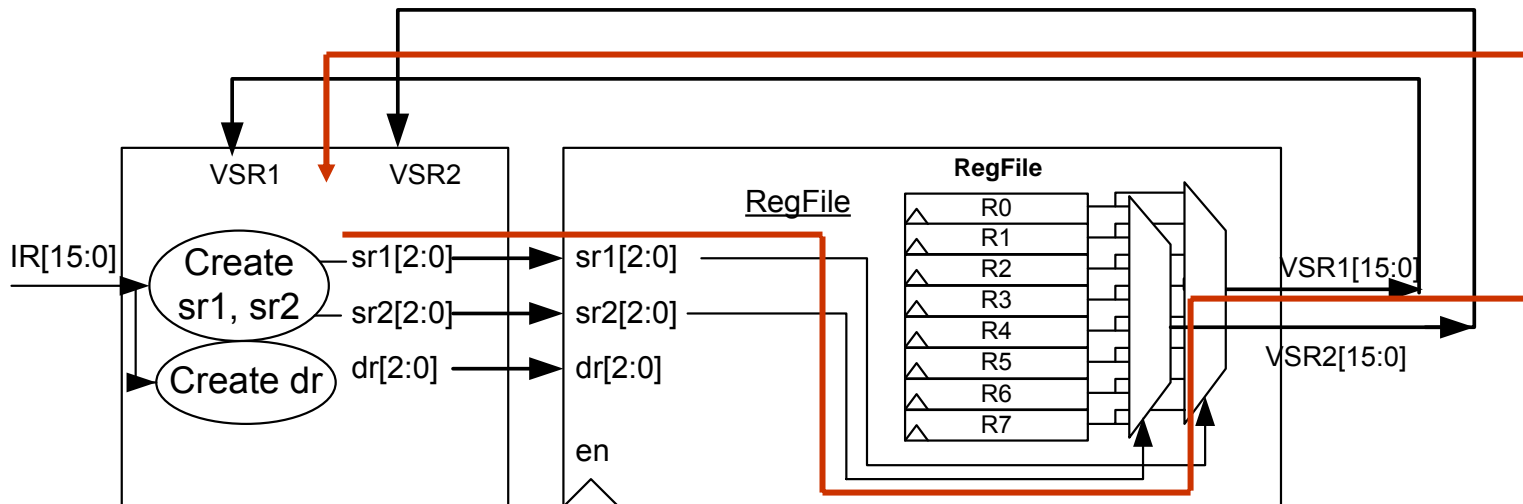 VSR1
VSR2
IR[15:0]
Create
sr1, sr2
Create dr
sr1[2:0]
sr2[2:0]
dr[2:0]
RegFile
sr1[2:0]
sr2[2:0]
dr[2:0]
en
RegFile
R0
R1
R2
R3
R4
R5
R6
R7
VSR1[15:0]
VSR2[15:0]